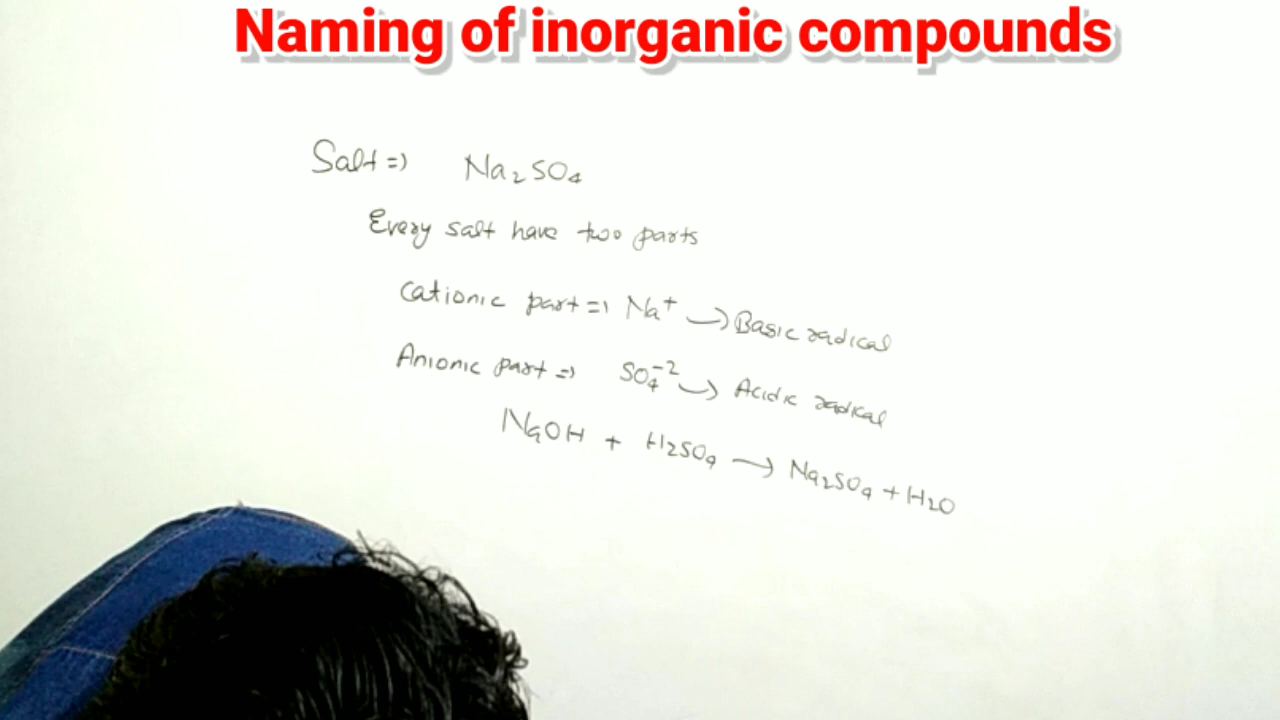 Naming of inorganic compounds
Salt => Na₂SO₄
Every salt have two parts
Cationic part => Na⁺ → Basic radical
Anionic part => SO₄⁻² → Acidic radical
NaOH + H₂SO₄ → Na₂SO₄ + H₂O